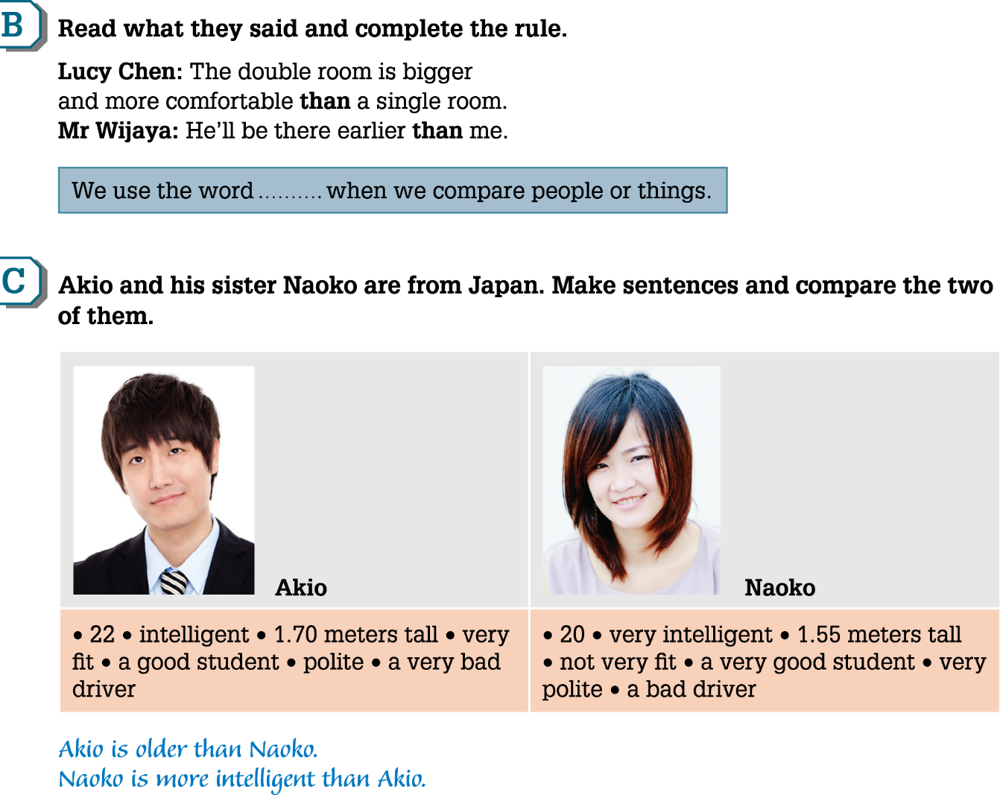 B Read what they said and complete the rule.
Lucy Chen: The double room is bigger
and more comfortable than a single room.
Mr Wijaya: He'll be there earlier than me.
We use the word .......... when we compare people or things.
C Akio and his sister Naoko are from Japan. Make sentences and compare the two
of them.
Akio
Naoko
• 22 • intelligent • 1.70 meters tall • very
fit • a good student • polite • a very bad
driver
• 20 • very intelligent • 1.55 meters tall
• not very fit • a very good student • very
polite • a bad driver
Akio is older than Naoko.
Naoko is more intelligent than Akio.